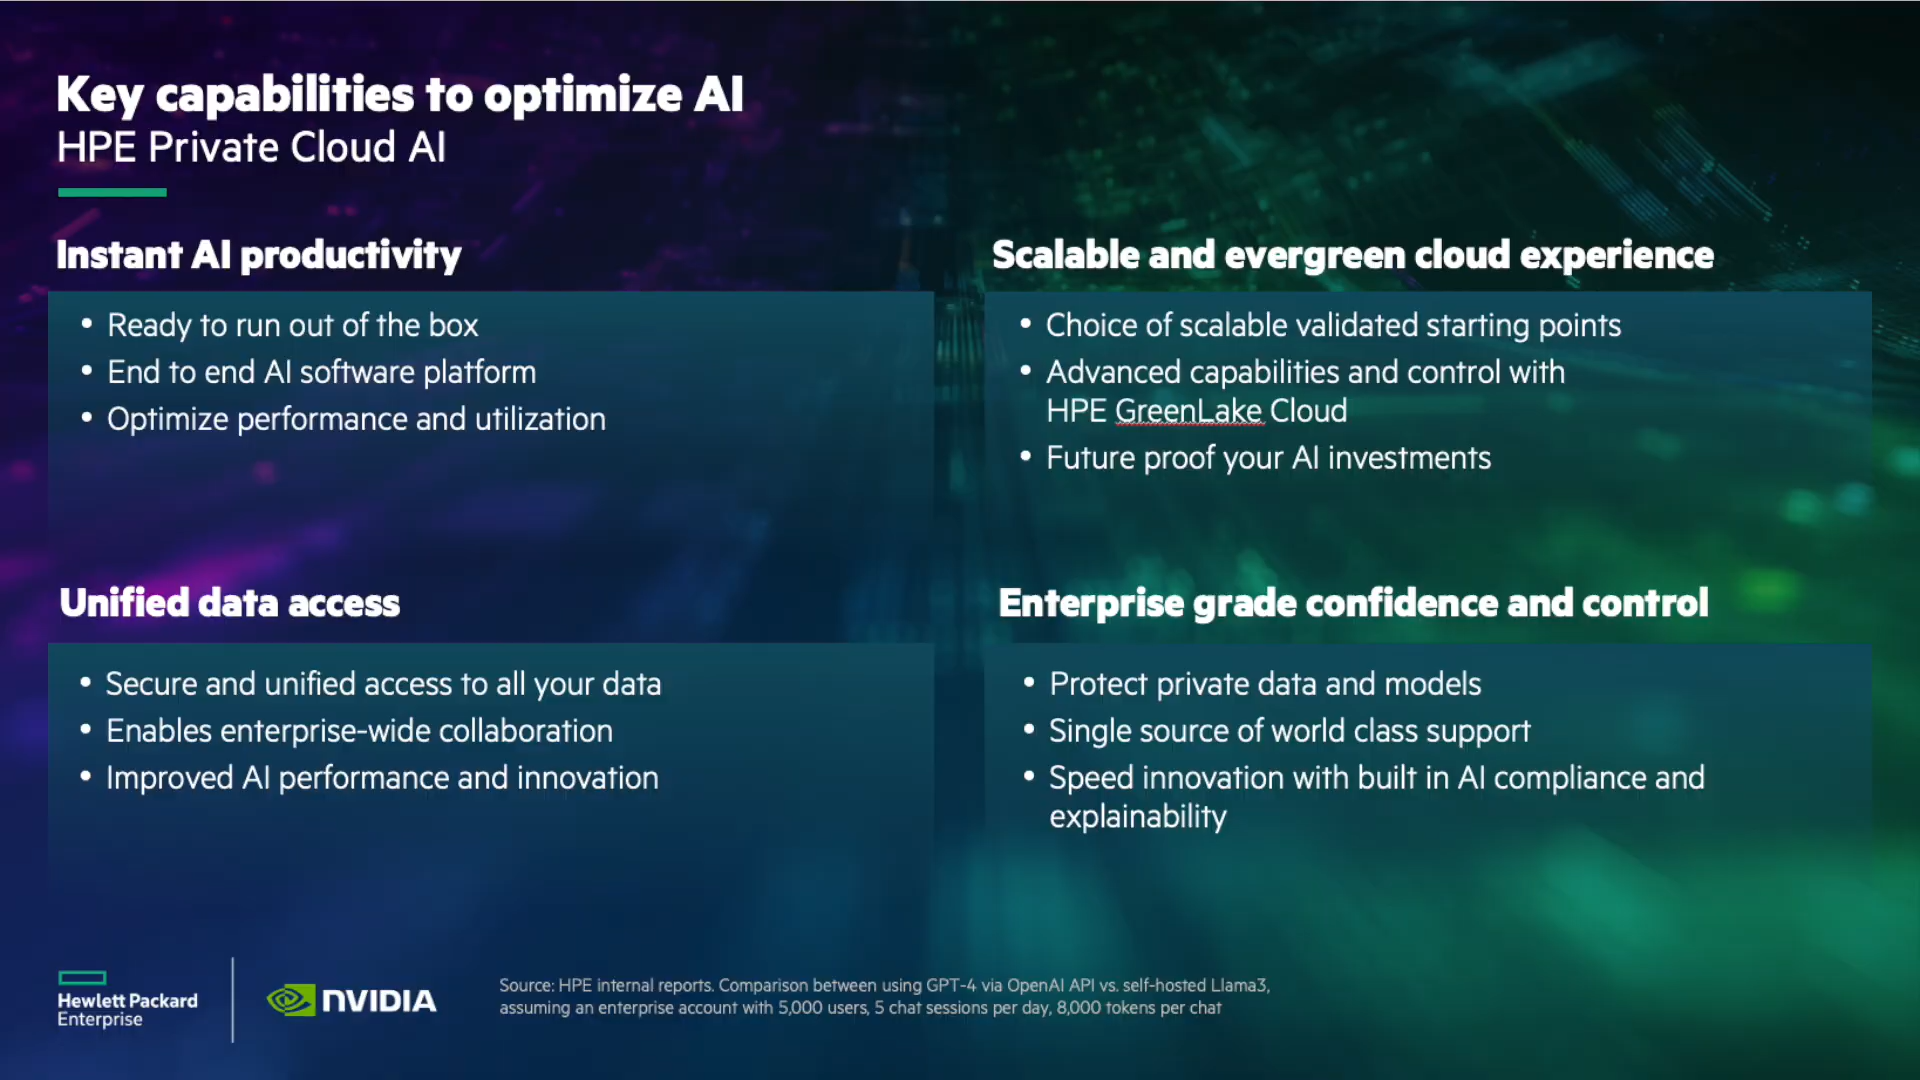 Key capabilities to optimize AI
HPE Private Cloud AI
Instant AI productivity
• Ready to run out of the box
• End to end AI software platform
• Optimize performance and utilization
Scalable and evergreen cloud experience
• Choice of scalable validated starting points
• Advanced capabilities and control with
HPE GreenLake Cloud
• Future proof your AI investments
Unified data access
• Secure and unified access to all your data
• Enables enterprise-wide collaboration
• Improved AI performance and innovation
Enterprise grade confidence and control
• Protect private data and models
• Single source of world class support
• Speed innovation with built in AI compliance and
explainability
Hewlett Packard
Enterprise
NVIDIA
Source: HPE internal reports. Comparison between using GPT-4 via OpenAI API vs. self-hosted Llama3,
assuming an enterprise account with 5,000 users, 5 chat sessions per day, 8,000 tokens per chat